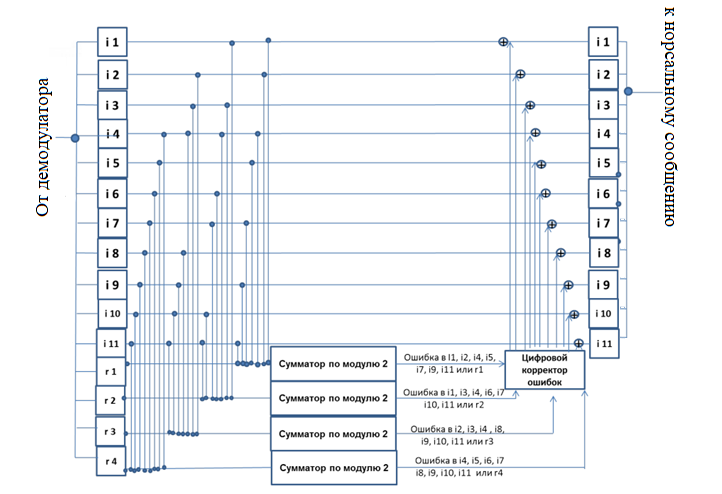 От демодулятора
i 1
i 2
i 3
i 4
i 5
i 6
i 7
i 8
i 9
i 10
i 11
r 1
r 2
r 3
r 4
Сумматор по модулю 2
Ошибка в I1, i2, i4, i5,
i7, i9, i11 или r1
Сумматор по модулю 2
Ошибка в i1, i3, i4, i6, i7
i10, i11 или r2
Сумматор по модулю 2
Ошибка в i2, i3, i4 , i8,
i9, i10, i11 или r3
Сумматор по модулю 2
Ошибка в i4, i5, i6, i7
i8, i9, i10, i11 или r4
Цифровой
корректор
ошибок
i 1
i 2
i 3
i 4
i 5
i 6
i 7
i 8
i 9
i 10
i 11
к норсальному сообщению